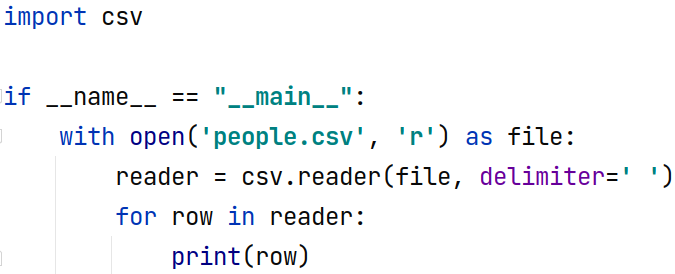 import csv
if __name__ == "__main__":
with open('people.csv', 'r') as file:
reader = csv.reader(file, delimiter=' ')
for row in reader:
print(row)